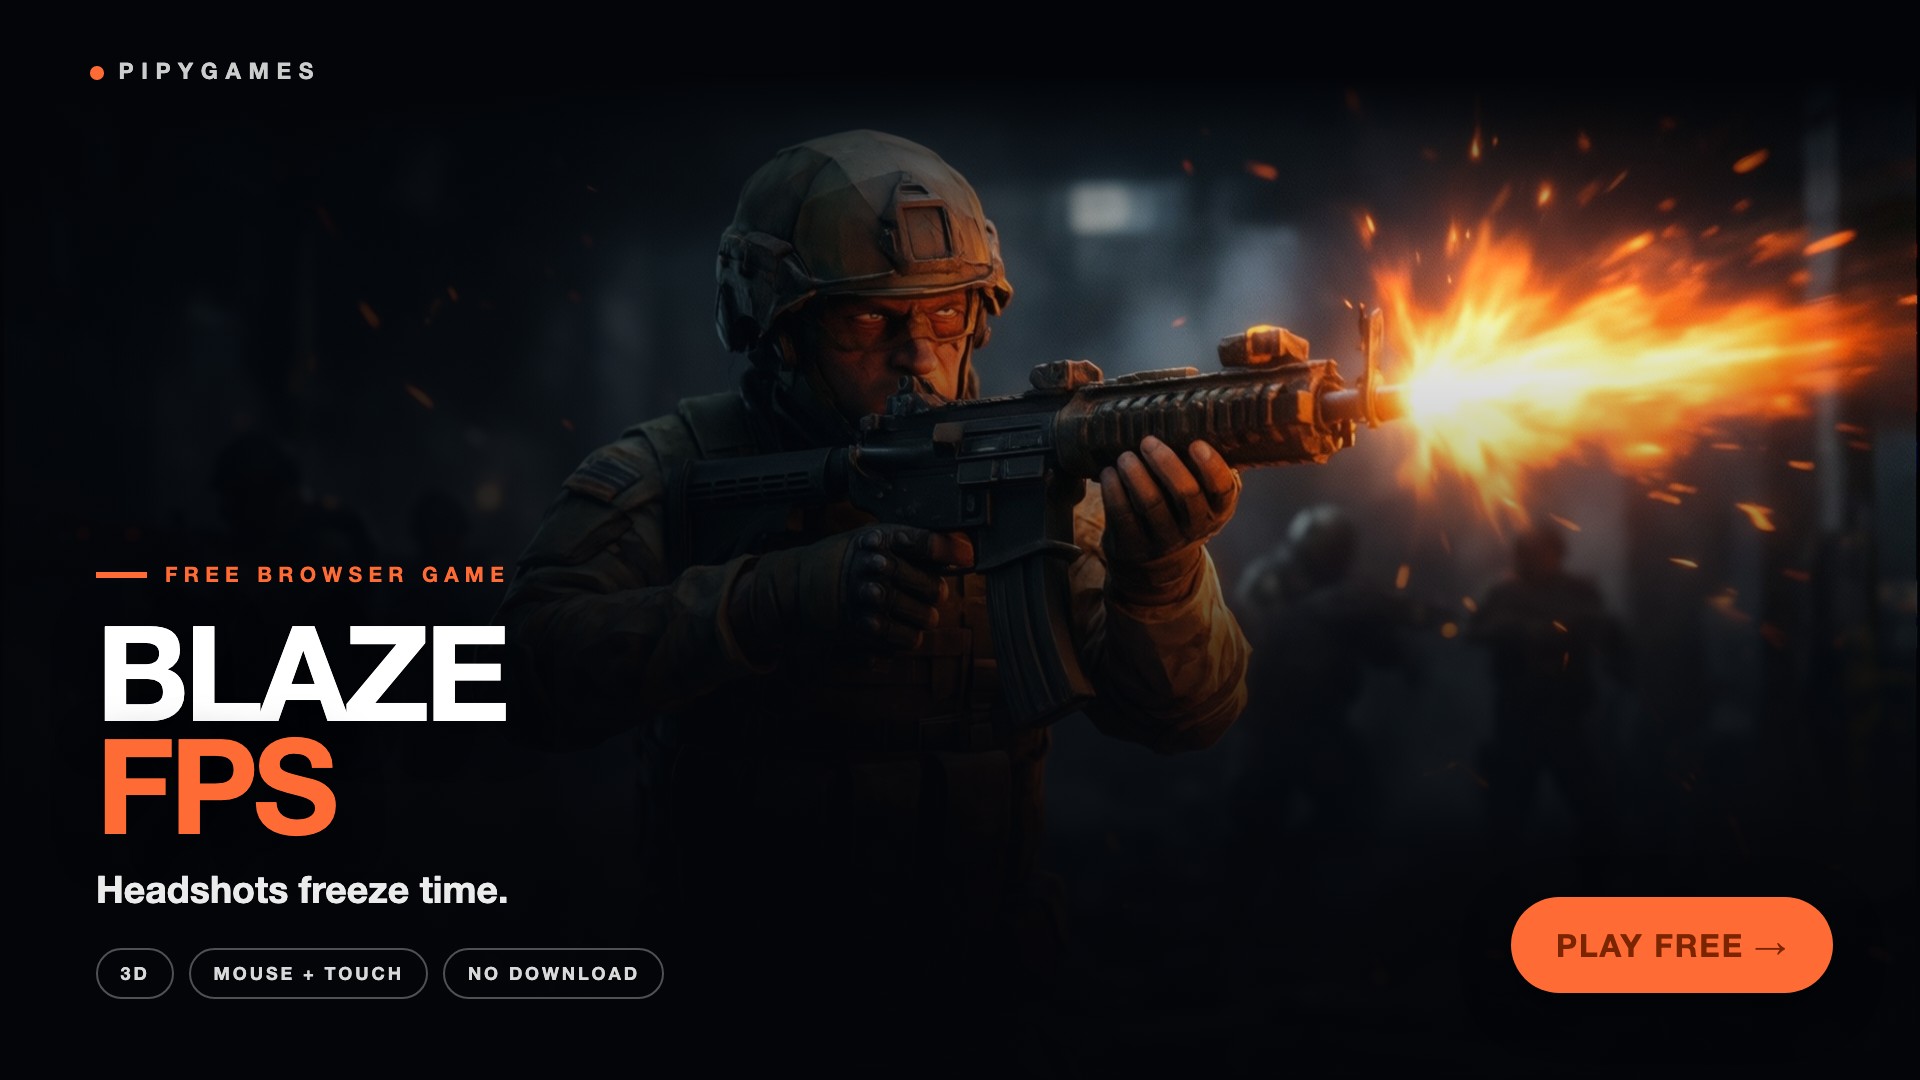 PIPYGAMES
FREE BROWSER GAME
BLAZE
FPS
Headshots freeze time.
3D
MOUSE + TOUCH
NO DOWNLOAD
PLAY FREE →